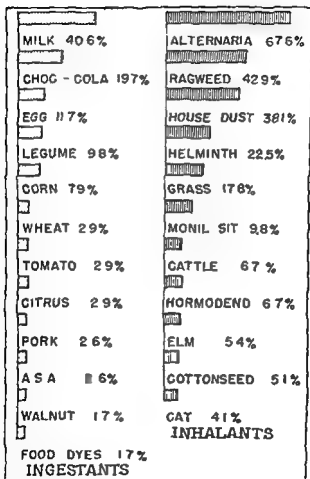 MILK 40 6%
CHOC - COLA 19 7%
EGG 11 7%
LEGUME 9 8%
CORN 7 9%
WHEAT 2 9%
TOMATO 2 9%
CITRUS 2 9%
PORK 2 6%
A S A
WALNUT 1 7%
FOOD DYES 1 7%
INGESTANTS
ALTERNARIA 67 6%
RAGWEED 42 9%
HOUSE DUST 38 1%
HELMINTH 22.5%
GRASS 17 8%
MONIL SIT 9.8%
CATTLE 6 7%
HORMODEND 6 7%
ELM 5 4%
COTTONSEED 5 1%
CAT 4 1%
INHALANTS